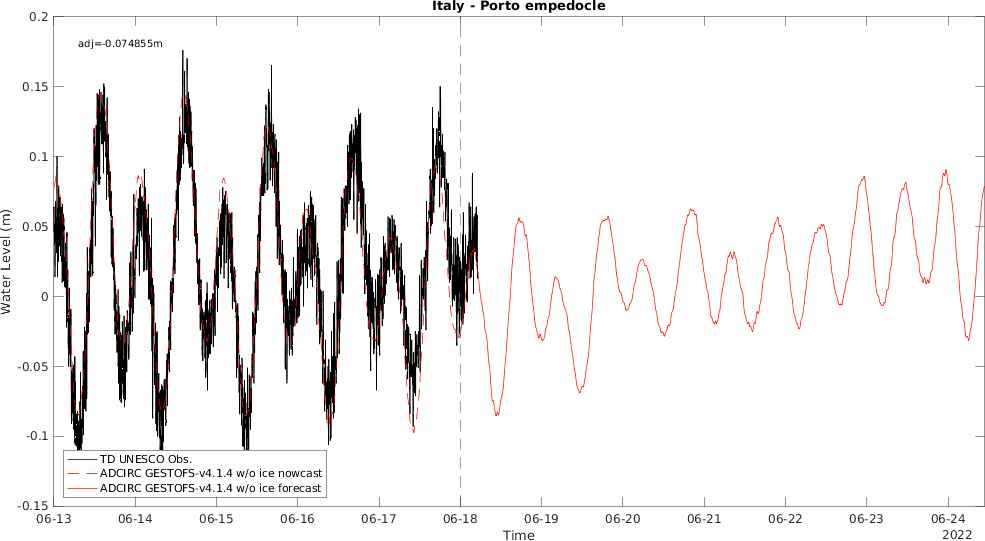 Italy - Porto empedocle
adj=-0.074855m
0.2
0.15
0.1
0.05
0
-0.05
-0.1
-0.15
Water Level (m)
TD UNESCO Obs.
ADCIRC GESTOFS-v4.1.4 w/o ice nowcast
ADCIRC GESTOFS-v4.1.4 w/o ice forecast
06-13 06-14 06-15 06-16 06-17 06-18 06-19 06-20 06-21 06-22 06-23 06-24
Time
2022